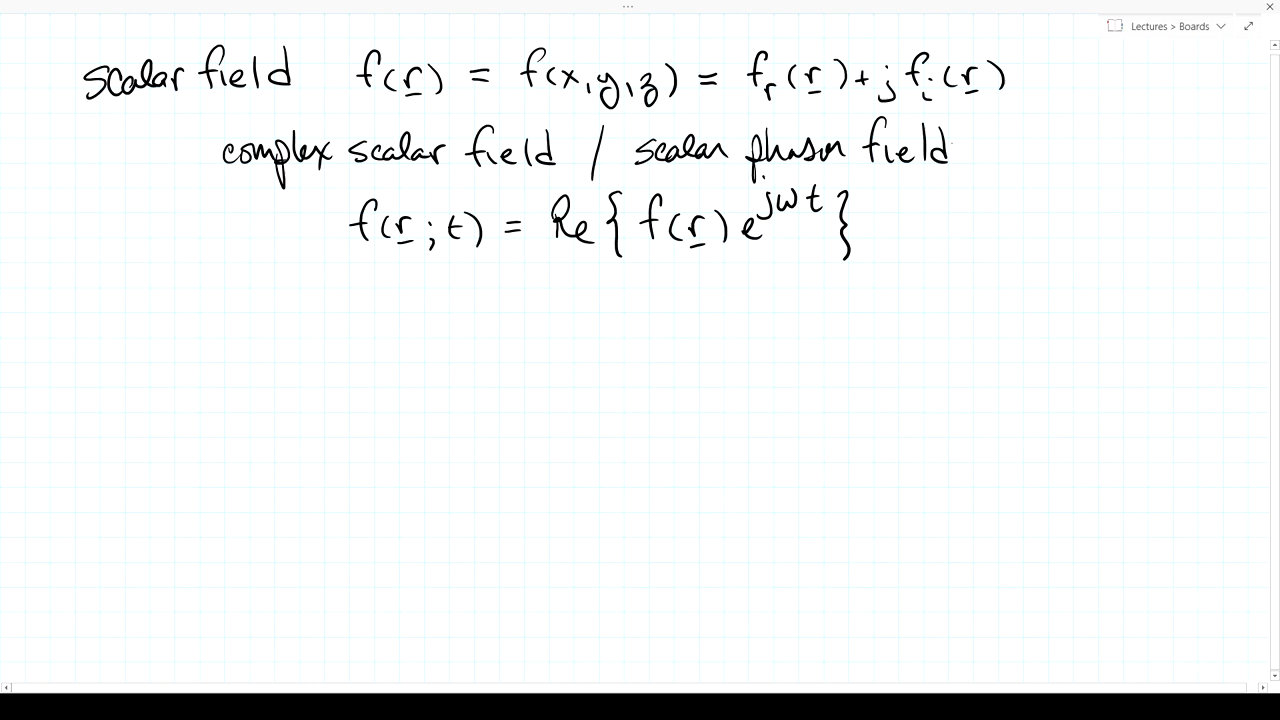 Lectures > Boards
scalar field f(r) = f(x,y,z) = f_r(r) + j f_i(r)
complex scalar field / scalar phasor field
f(r;t) = Re{ f(r) e^{jωt} }